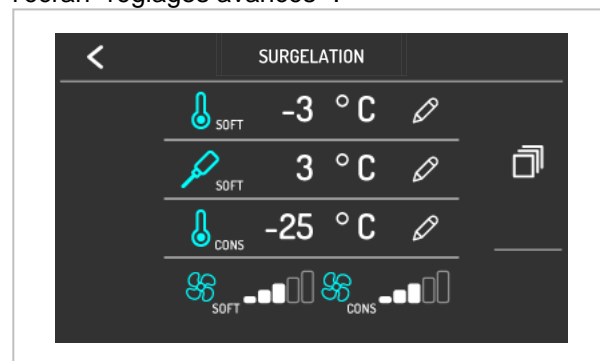 l'écran "réglages avancés".
SURGELATION
SOFT -3 °C
SOFT 3 °C
CONS -25 °C
SOFT CONS